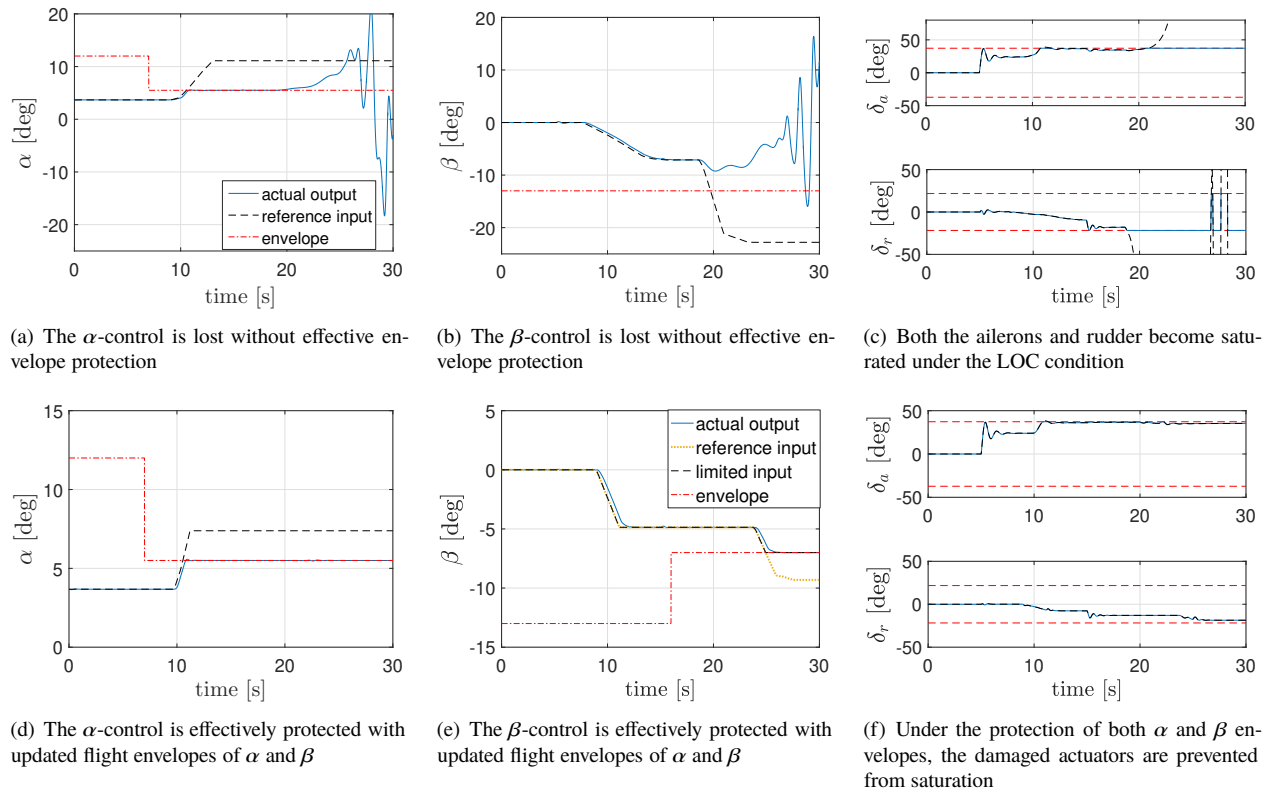 20
10
0
-10
-20
0
10
20
30
α [deg]
time [s]
actual output
reference input
envelope
20
10
0
-10
-20
0
10
20
30
β [deg]
time [s]
50
0
-50
0
10
20
30
δa [deg]
50
0
-50
0
10
20
30
δr [deg]
time [s]
(a) The α-control is lost without effective en-
velope protection
(b) The β-control is lost without effective en-
velope protection
(c) Both the ailerons and rudder become satu-
rated under the LOC condition
15
10
5
0
0
10
20
30
α [deg]
time [s]
5
0
-5
-10
-15
0
10
20
30
β [deg]
time [s]
actual output
reference input
limited input
envelope
50
0
-50
0
10
20
30
δa [deg]
50
0
-50
0
10
20
30
δr [deg]
time [s]
(d) The α-control is effectively protected with
updated flight envelopes of α and β
(e) The β-control is effectively protected with
updated flight envelopes of α and β
(f) Under the protection of both α and β en-
velopes, the damaged actuators are prevented
from saturation